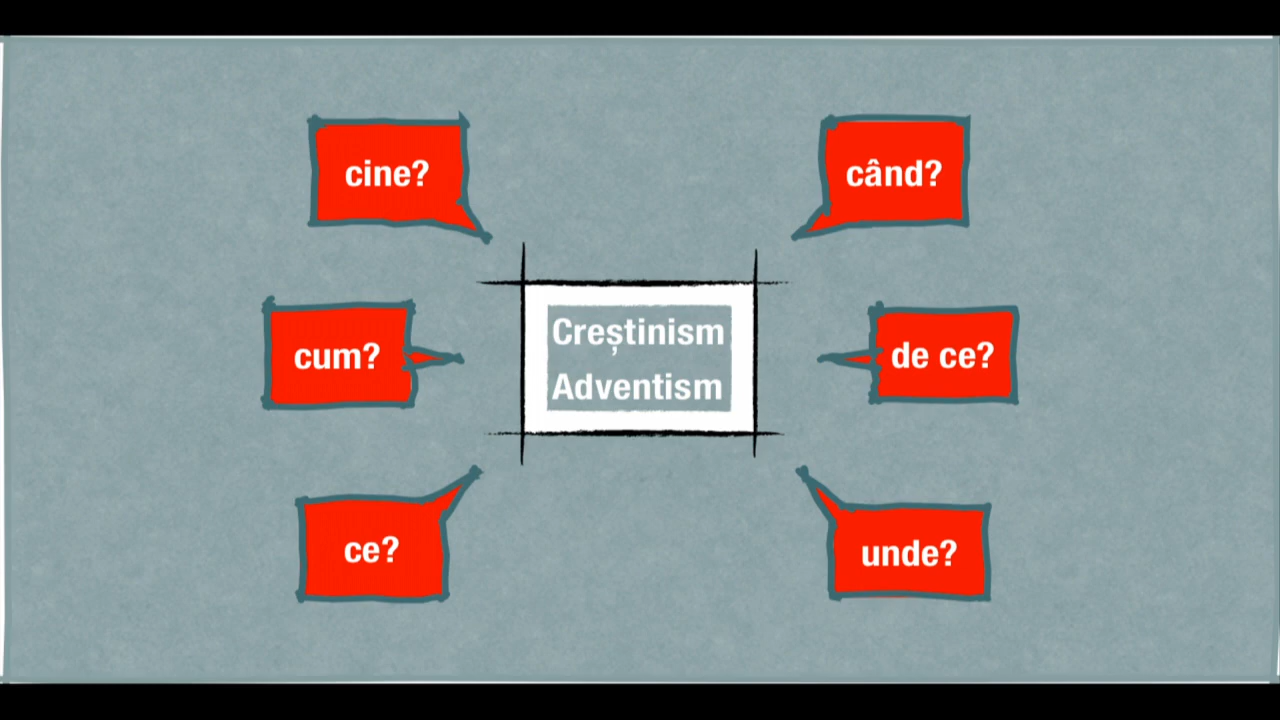 cine?
când?
cum?
Creștinism
Adventism
de ce?
ce?
unde?